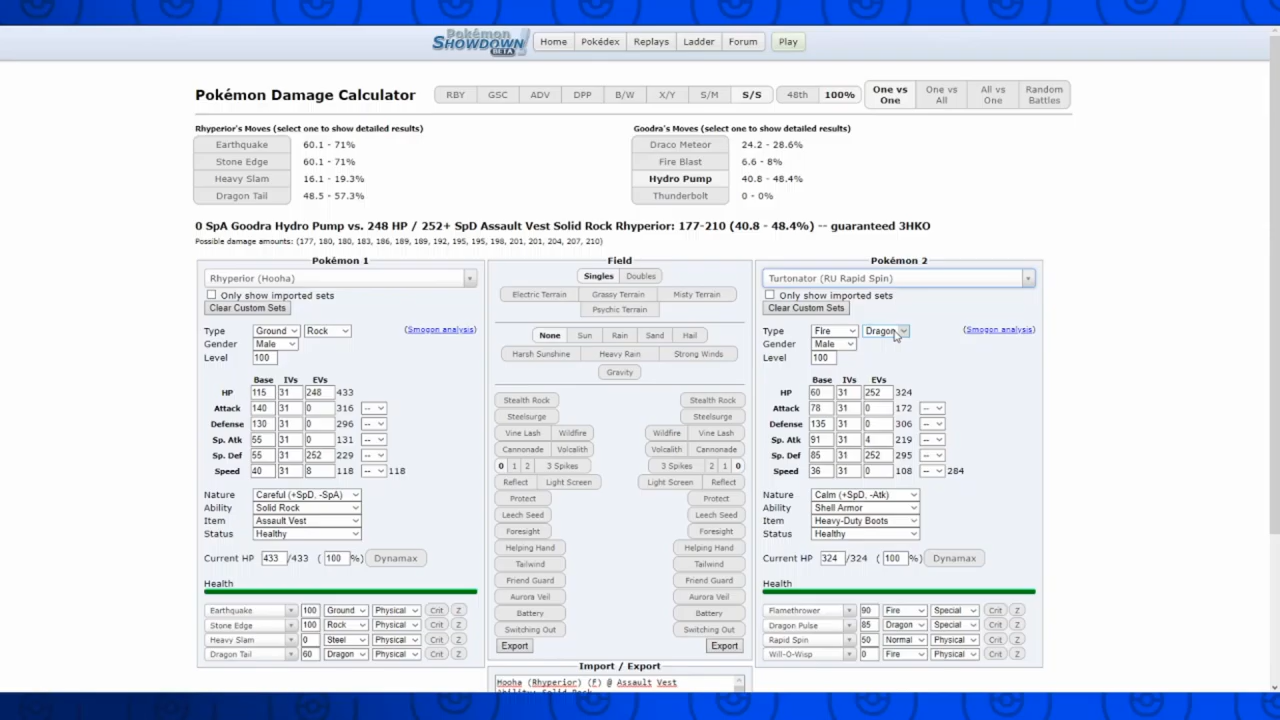 Pokémon SHOWDOWN BETA Home Pokédex Replays Ladder Forum Play
Pokémon Damage Calculator RBY GSC ADV DPP B/W X/Y S/M S/S 48th 100% One vs One One vs All All vs One Random Battles
Rhyperior's Moves (select one to show detailed results) Goodra's Moves (select one to show detailed results)
Earthquake 60.1 - 71% Draco Meteor 24.2 - 28.6%
Stone Edge 60.1 - 71% Fire Blast 6.6 - 8%
Heavy Slam 16.1 - 19.3% Hydro Pump 40.8 - 48.4%
Dragon Tail 48.5 - 57.3% Thunderbolt 0 - 0%
0 SpA Goodra Hydro Pump vs. 248 HP / 252+ SpD Assault Vest Solid Rock Rhyperior: 177-210 (40.8 - 48.4%) -- guaranteed 3HKO
Possible damage amounts: (177, 180, 180, 183, 186, 189, 189, 192, 195, 195, 198, 201, 201, 204, 207, 210)
Pokémon 1
Rhyperior (Hooha)
Only show imported sets
Clear Custom Sets
Type Ground Rock (Smogon analysis)
Gender Male
Level 100
Base IVs EVs
HP 115 31 248 433
Attack 140 31 0 316 --
Defense 130 31 0 296 --
Sp. Atk 55 31 0 131 --
Sp. Def 55 31 252 229 --
Speed 40 31 8 118 -- 118
Nature Careful (+SpD, -SpA)
Ability Solid Rock
Item Assault Vest
Status Healthy
Current HP 433 /433 ( 100 %) Dynamax
Health
Earthquake 100 Ground Physical Crit Z
Stone Edge 100 Rock Physical Crit Z
Heavy Slam 0 Steel Physical Crit Z
Dragon Tail 60 Dragon Physical Crit Z
Field
Singles Doubles
Electric Terrain Grassy Terrain Misty Terrain
Psychic Terrain
None Sun Rain Sand Hail
Harsh Sunshine Heavy Rain Strong Winds
Gravity
Stealth Rock Stealth Rock
Steelsurge Steelsurge
Vine Lash Wildfire Wildfire Vine Lash
Cannonade Volcalith Volcalith Cannonade
0 1 2 3 Spikes 3 Spikes 2 1 0
Reflect Light Screen Light Screen Reflect
Protect Protect
Leech Seed Leech Seed
Foresight Foresight
Helping Hand Helping Hand
Tailwind Tailwind
Friend Guard Friend Guard
Aurora Veil Aurora Veil
Battery Battery
Switching Out Switching Out
Export Export
Import / Export
Hooha (Rhyperior) (F) @ Assault Vest
Ability: Solid Rock
Pokémon 2
Turtonator (RU Rapid Spin)
Only show imported sets
Clear Custom Sets
Type Fire Dragon (Smogon analysis)
Gender Male
Level 100
Base IVs EVs
HP 60 31 252 324
Attack 78 31 0 172 --
Defense 135 31 0 306 --
Sp. Atk 91 31 4 219 --
Sp. Def 85 31 252 295 --
Speed 36 31 0 108 -- 284
Nature Calm (+SpD, -Atk)
Ability Shell Armor
Item Heavy-Duty Boots
Status Healthy
Current HP 324 /324 ( 100 %) Dynamax
Health
Flamethrower 90 Fire Special Crit Z
Dragon Pulse 85 Dragon Special Crit Z
Rapid Spin 50 Normal Physical Crit Z
Will-O-Wisp 0 Fire Physical Crit Z